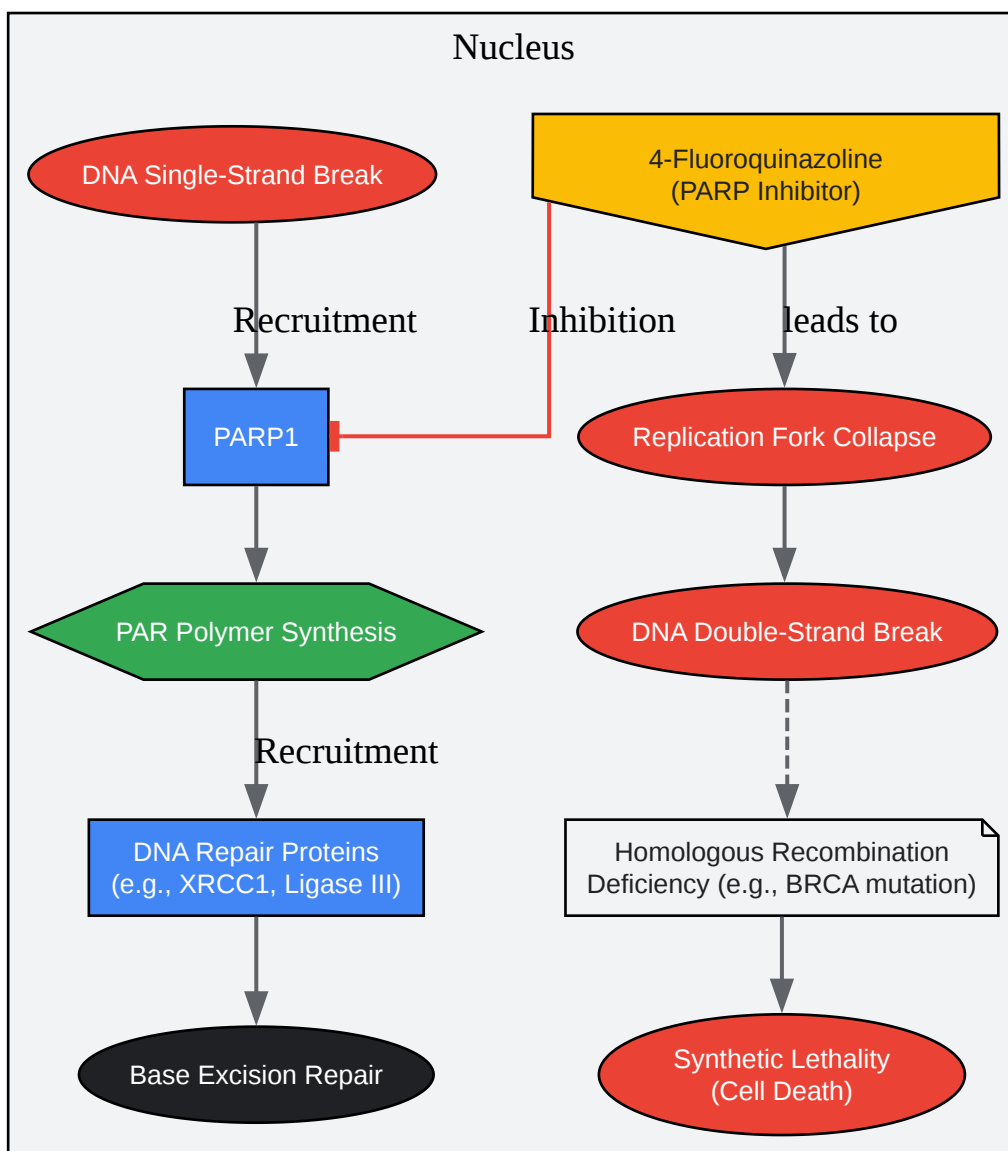 Nucleus
DNA Single-Strand Break
4-Fluoroquinazoline
(PARP Inhibitor)
Recruitment
Inhibition
leads to
PARP1
Replication Fork Collapse
PAR Polymer Synthesis
DNA Double-Strand Break
Recruitment
DNA Repair Proteins
(e.g., XRCC1, Ligase III)
Homologous Recombination
Deficiency (e.g., BRCA mutation)
Base Excision Repair
Synthetic Lethality
(Cell Death)